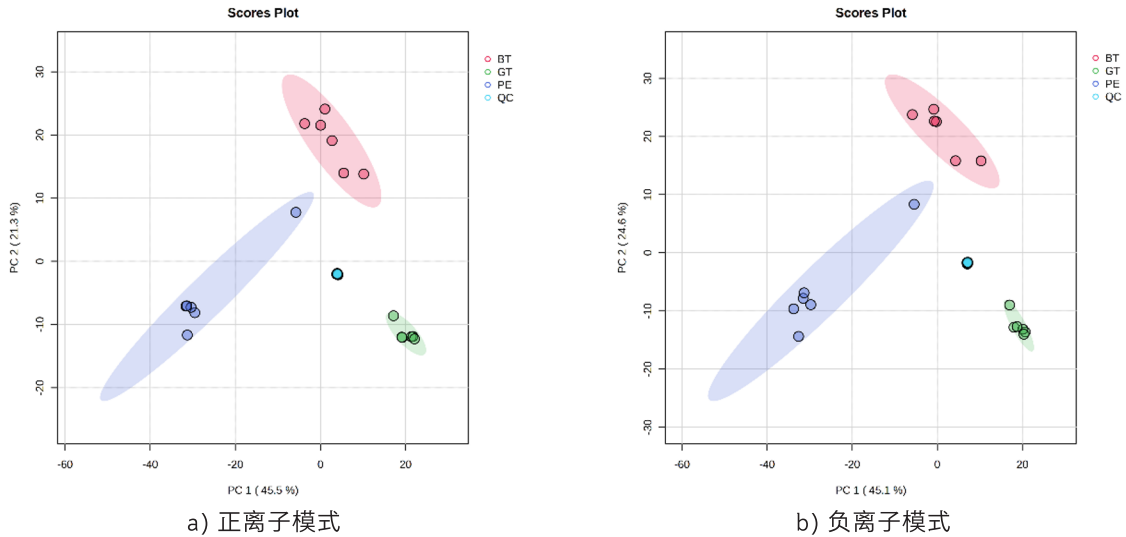 Scores Plot
30
20
10
0
-10
-20
-60
-40
-20
0
20
PC 2 ( 21.3 %)
PC 1 ( 45.5 %)
BT
GT
PE
QC
a) 正离子模式
Scores Plot
30
20
10
0
-10
-20
-30
-60
-40
-20
0
20
PC 2 ( 24.6 %)
PC 1 ( 45.1 %)
BT
GT
PE
QC
b) 负离子模式